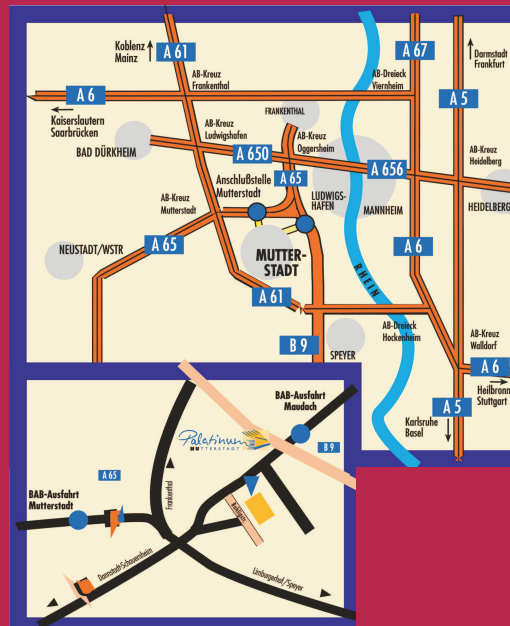 Koblenz
Mainz
A 61
A 67
Darmstadt
Frankfurt
AB-Kreuz
Frankenthal
AB-Dreieck
Viernheim
A 6
A 5
Kaiserslautern
Saarbrücken
FRANKENTHAL
AB-Kreuz
Ludwigshafen
AB-Kreuz
Oggersheim
BAD DÜRKHEIM
A 650
A 656
AB-Kreuz
Heidelberg
Anschlußstelle
Mutterstadt
A 65
LUDWIGS-
HAFEN
MANNHEIM
HEIDELBERG
AB-Kreuz
Mutterstadt
NEUSTADT/WSTR
A 65
MUTTER-
STADT
A 6
RHEIN
A 61
B 9
SPEYER
AB-Dreieck
Hockenheim
AB-Kreuz
Walldorf
A 6
Heilbronn
Stuttgart
A 5
Karlsruhe
Basel
BAB-Ausfahrt
Maudach
Palatinum
MUTTERSTADT
B 9
A 65
BAB-Ausfahrt
Mutterstadt
Frankenthal
Dannstadt-Schauernheim
Limburgerhof/Speyer